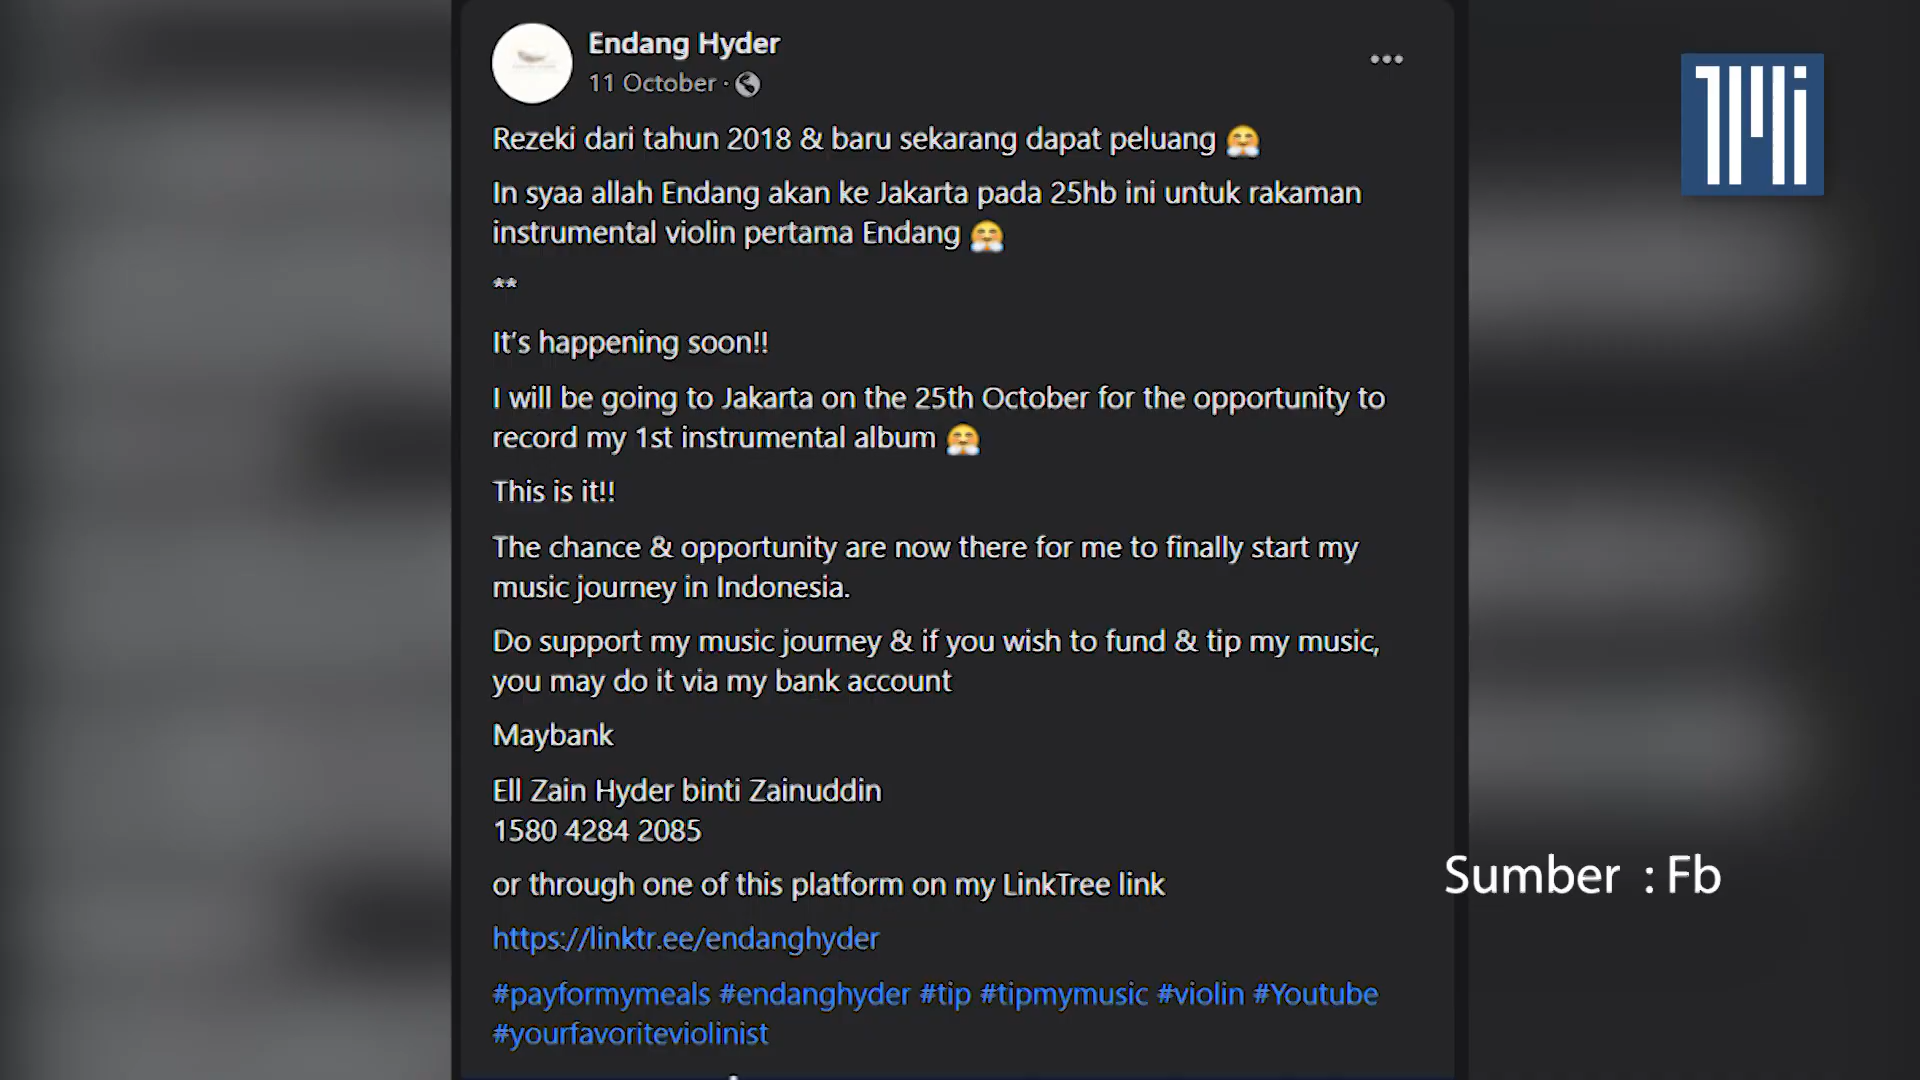 Endang Hyder
11 October ·
Rezeki dari tahun 2018 & baru sekarang dapat peluang 🤗
In syaa allah Endang akan ke Jakarta pada 25hb ini untuk rakaman
instrumental violin pertama Endang 🤗
**
It's happening soon!!
I will be going to Jakarta on the 25th October for the opportunity to
record my 1st instrumental album 🤗
This is it!!
The chance & opportunity are now there for me to finally start my
music journey in Indonesia.
Do support my music journey & if you wish to fund & tip my music,
you may do it via my bank account
Maybank
Ell Zain Hyder binti Zainuddin
1580 4284 2085
or through one of this platform on my LinkTree link
https://linktr.ee/endanghyder
#payformymeals #endanghyder #tip #tipmymusic #violin #Youtube
#yourfavoriteviolinist
Sumber : Fb